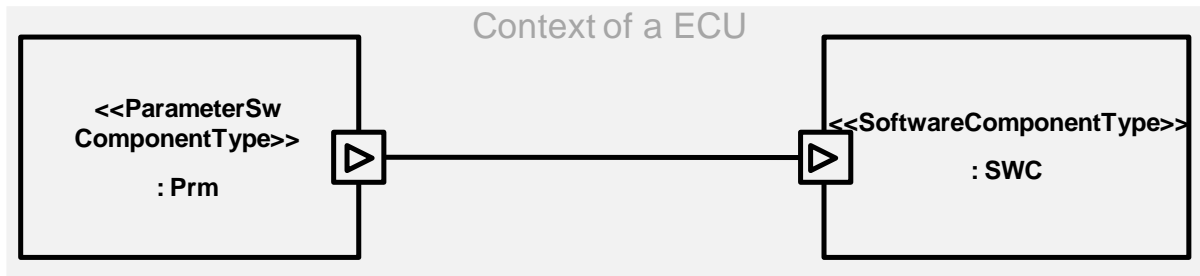 Context of a ECU
<<ParameterSw
ComponentType>>
: Prm
<<SoftwareComponentType>>
: SWC